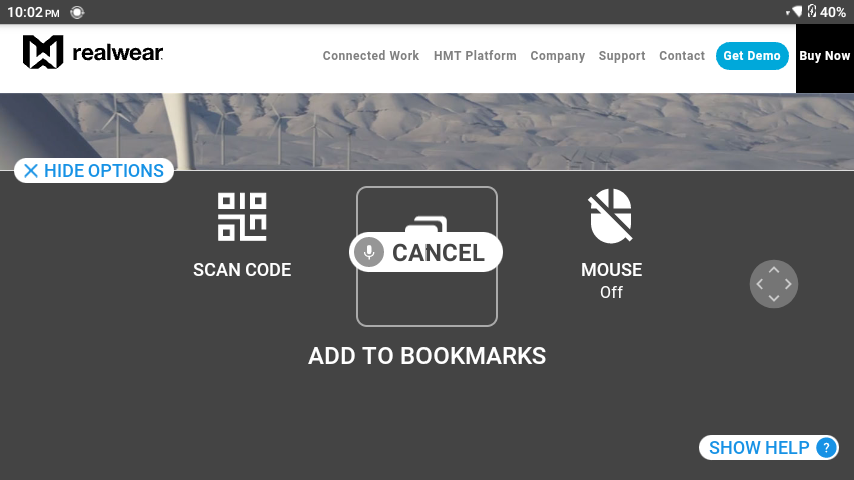 10:02 PM
40%
realwear
Connected Work HMT Platform Company Support Contact Get Demo Buy Now
HIDE OPTIONS
SCAN CODE
CANCEL
MOUSE
Off
ADD TO BOOKMARKS
SHOW HELP ?